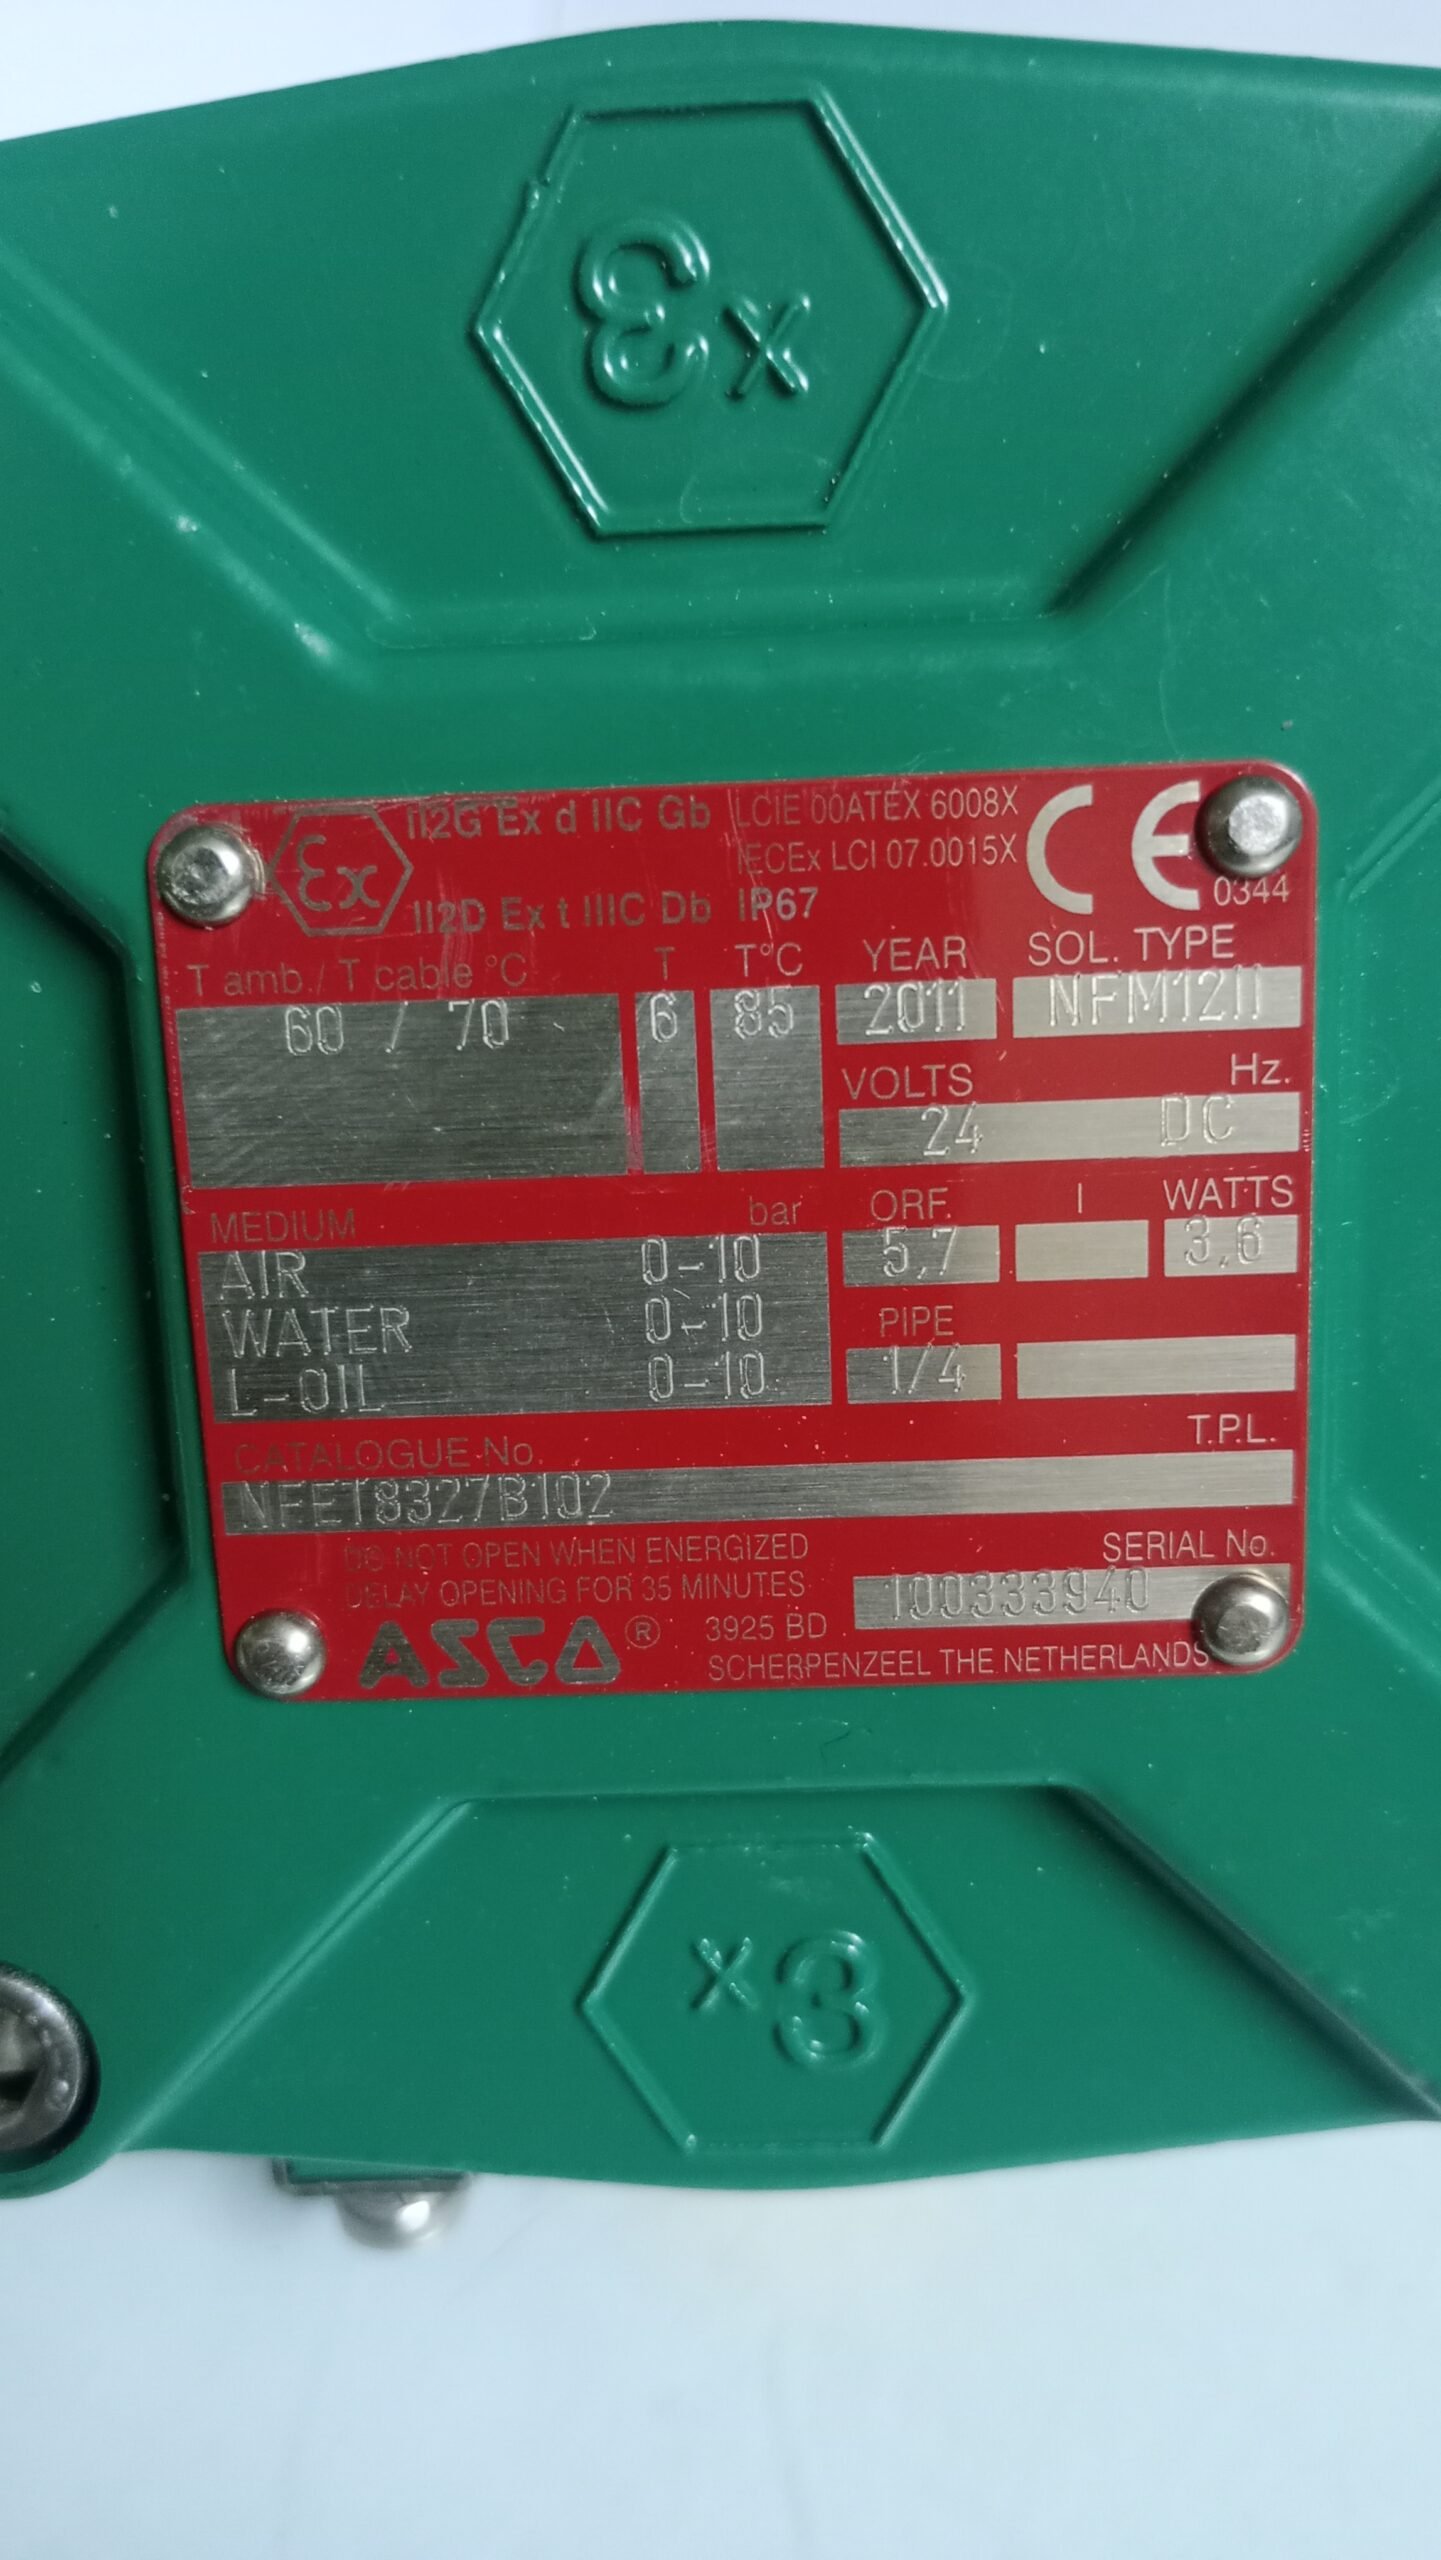 Ex
Ex II2G Ex d IIC Gb LCIE 00ATEX 6008X CE
IECEx LCI 07.0015X
II2D Ex t IIIC Db IP67 0344
T amb./ T cable °C T T°C YEAR SOL. TYPE
60 / 70 6 85 2011 NFM12II
VOLTS Hz.
24 DC
MEDIUM bar ORF. I WATTS
AIR 0-10 5,7 3,6
WATER 0-10 PIPE
L-OIL 0-10 1/4
CATALOGUE No. T.P.L.
NFET8327B102
DO NOT OPEN WHEN ENERGIZED SERIAL No.
DELAY OPENING FOR 35 MINUTES 100333940
ASCO® 3925 BD
SCHERPENZEEL THE NETHERLANDS
Ex